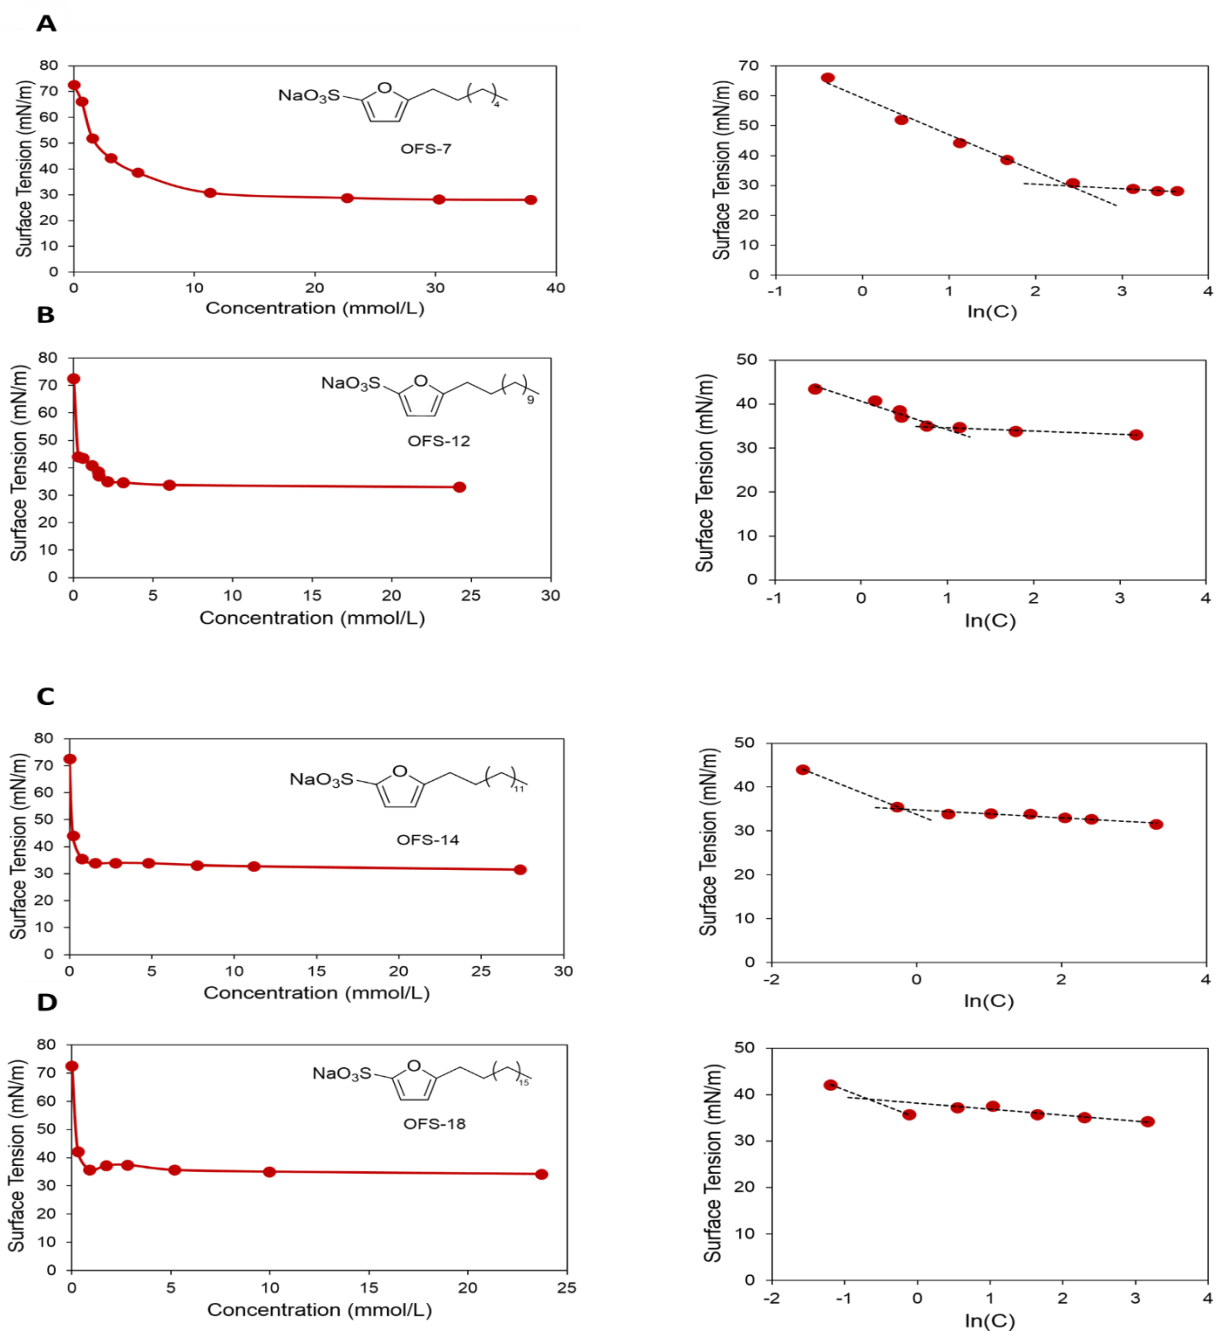 A
Surface Tension (mN/m)
80
70
60
50
40
30
20
10
0
0 10 20 30 40
Concentration (mmol/L)
NaO3S O 4
OFS-7
Surface Tension (mN/m)
70
60
50
40
30
20
10
0
-1 0 1 2 3 4
ln(C)
B
Surface Tension (mN/m)
80
70
60
50
40
30
20
10
0
0 5 10 15 20 25 30
Concentration (mmol/L)
NaO3S O 9
OFS-12
Surface Tension (mN/m)
50
40
30
20
10
0
-1 0 1 2 3 4
ln(C)
C
Surface Tension (mN/m)
80
70
60
50
40
30
20
10
0
0 5 10 15 20 25 30
Concentration (mmol/L)
NaO3S O 11
OFS-14
Surface Tension (mN/m)
50
40
30
20
10
0
-2 0 2 4
ln(C)
D
Surface Tension (mN/m)
80
70
60
50
40
30
20
10
0
0 5 10 15 20 25
Concentration (mmol/L)
NaO3S O 15
OFS-18
Surface Tension (mN/m)
50
40
30
20
10
0
-2 -1 0 1 2 3 4
ln(C)